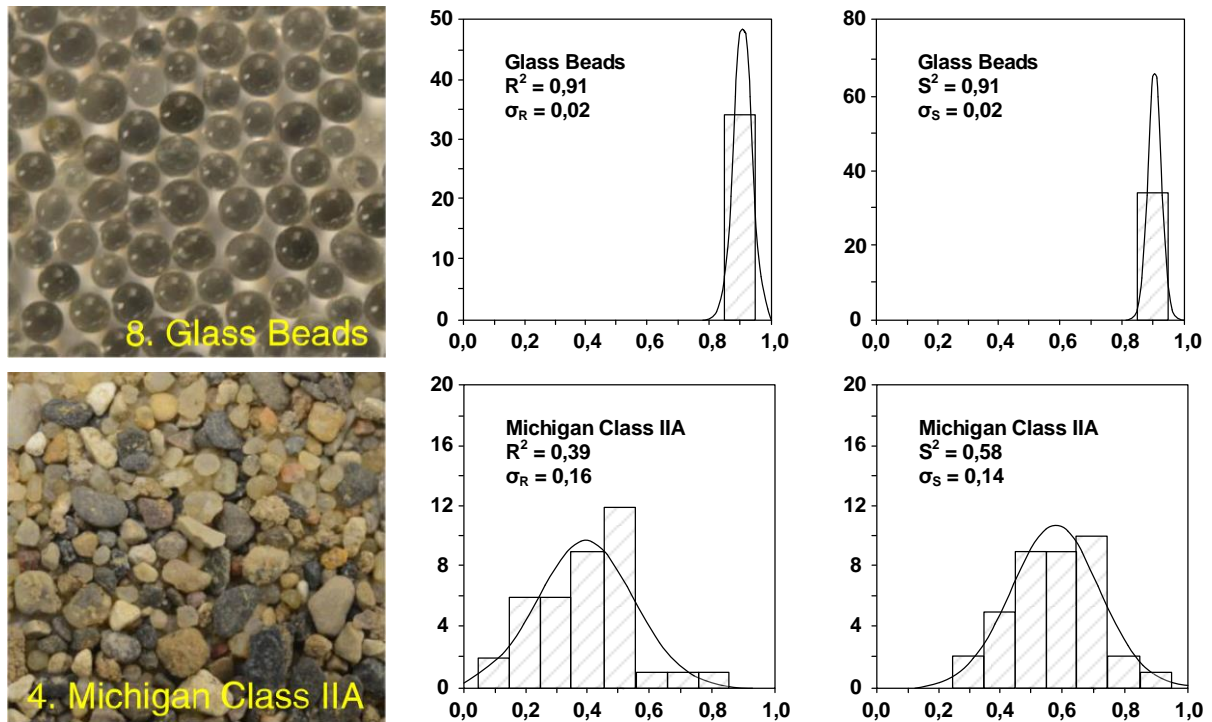 8. Glass Beads
50
40
30
20
10
0
Glass Beads
R² = 0,91
σR = 0,02
0,0 0,2 0,4 0,6 0,8 1,0
80
60
40
20
0
Glass Beads
S² = 0,91
σS = 0,02
0,0 0,2 0,4 0,6 0,8 1,0
4. Michigan Class IIA
20
16
12
8
4
0
Michigan Class IIA
R² = 0,39
σR = 0,16
0,0 0,2 0,4 0,6 0,8 1,0
20
16
12
8
4
0
Michigan Class IIA
S² = 0,58
σS = 0,14
0,0 0,2 0,4 0,6 0,8 1,0